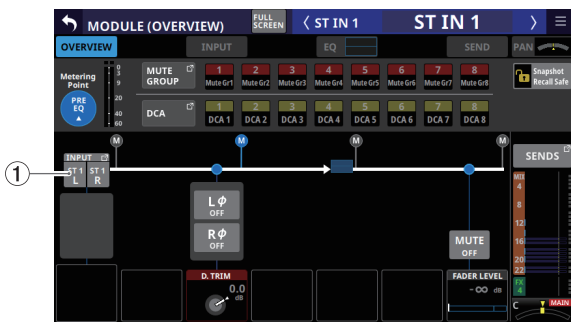 MODULE (OVERVIEW)
FULL SCREEN
ST IN 1
ST IN 1
OVERVIEW
INPUT
EQ
SEND
PAN
Metering Point
PRE EQ
0
3
9
20
40
60
MUTE GROUP
1 2 3 4 5 6 7 8
Mute Gr1 Mute Gr2 Mute Gr3 Mute Gr4 Mute Gr5 Mute Gr6 Mute Gr7 Mute Gr8
Snapshot Recall Safe
DCA
1 2 3 4 5 6 7 8
DCA 1 DCA 2 DCA 3 DCA 4 DCA 5 DCA 6 DCA 7 DCA 8
M M M M
INPUT
1
ST 1 L
ST 1 R
SENDS
MIX
4
8
12
16
20
22
FX
4
L Ø OFF
R Ø OFF
MUTE OFF
D. TRIM
0.0 dB
FADER LEVEL
-∞ dB
C
MAIN